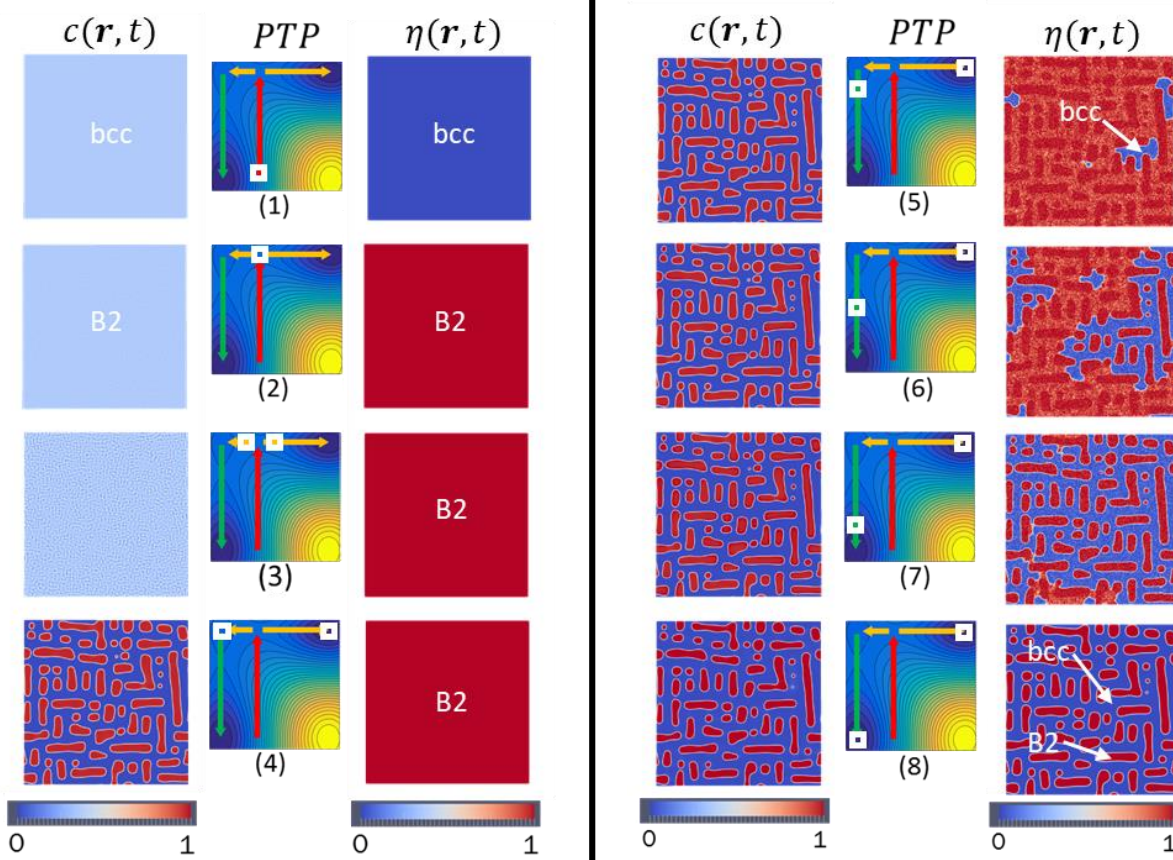 c(r, t) PTP η(r, t)
bcc bcc
(1)
B2 B2
(2)
B2
(3)
B2
(4)
0 1 0 1
c(r, t) PTP η(r, t)
bcc
(5)
(6)
(7)
bcc
B2
(8)
0 1 0 1